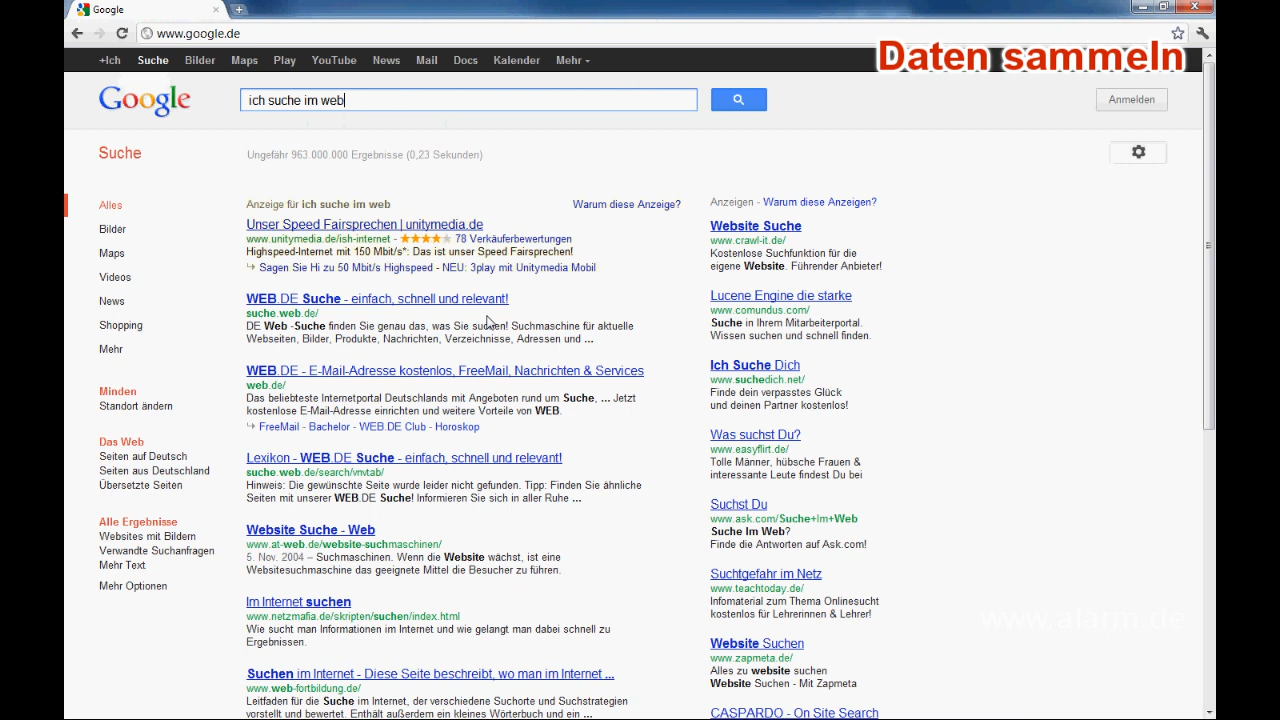 Google
www.google.de
Daten sammeln
+Ich Suche Bilder Maps Play YouTube News Mail Docs Kalender Mehr
Google
ich suche im web
Anmelden
Suche
Ungefähr 963.000.000 Ergebnisse (0,23 Sekunden)
Alles
Bilder
Maps
Videos
News
Shopping
Mehr
Minden
Standort ändern
Das Web
Seiten auf Deutsch
Seiten aus Deutschland
Übersetzte Seiten
Alle Ergebnisse
Websites mit Bildern
Verwandte Suchanfragen
Mehr Text
Mehr Optionen
Anzeige für ich suche im web Warum diese Anzeige?
Unser Speed Fairsprechen | unitymedia.de
www.unitymedia.de/ish-internet - 78 Verkäuferbewertungen
Highspeed-Internet mit 150 Mbit/s*: Das ist unser Speed Fairsprechen!
Sagen Sie Hi zu 50 Mbit/s Highspeed - NEU: 3play mit Unitymedia Mobil
WEB.DE Suche - einfach, schnell und relevant!
suche.web.de/
DE Web -Suche finden Sie genau das, was Sie suchen! Suchmaschine für aktuelle
Webseiten, Bilder, Produkte, Nachrichten, Verzeichnisse, Adressen und ...
WEB.DE - E-Mail-Adresse kostenlos, FreeMail, Nachrichten & Services
web.de/
Das beliebteste Internetportal Deutschlands mit Angeboten rund um Suche, ... Jetzt
kostenlose E-Mail-Adresse einrichten und weitere Vorteile von WEB.
FreeMail - Bachelor - WEB.DE Club - Horoskop
Lexikon - WEB.DE Suche - einfach, schnell und relevant!
suche.web.de/search/vnvtab/
Hinweis: Die gewünschte Seite wurde leider nicht gefunden. Tipp: Finden Sie ähnliche
Seiten mit unserer WEB.DE Suche! Informieren Sie sich in aller Ruhe ...
Website Suche - Web
www.at-web.de/website-suchmaschinen/
5. Nov. 2004 – Suchmaschinen. Wenn die Website wächst, ist eine
Websitesuchmaschine das geeignete Mittel die Besucher zu führen.
Im Internet suchen
www.netzmafia.de/skripten/suchen/index.html
Wie sucht man Informationen im Internet und wie gelangt man dabei schnell zu
Ergebnissen.
Suchen im Internet - Diese Seite beschreibt, wo man im Internet ...
www.web-fortbildung.de/
Leitfaden für die Suche im Internet, der verschiedene Suchorte und Suchstrategien
vorstellt und bewertet. Enthält außerdem ein kleines Wörterbuch und ein ...
Anzeigen - Warum diese Anzeigen?
Website Suche
www.crawl-it.de/
Kostenlose Suchfunktion für die
eigene Website. Führender Anbieter!
Lucene Engine die starke
www.comundus.com/
Suche in Ihrem Mitarbeiterportal.
Wissen suchen und schnell finden.
Ich Suche Dich
www.suchedich.net/
Finde dein verpasstes Glück
und deinen Partner kostenlos!
Was suchst Du?
www.easyflirt.de/
Tolle Männer, hübsche Frauen &
interessante Leute findest Du bei
Suchst Du
www.ask.com/Suche+Im+Web
Suche Im Web?
Finde die Antworten auf Ask.com!
Suchtgefahr im Netz
www.teachtoday.de/
Infomaterial zum Thema Onlinesucht
kostenlos für Lehrerinnen & Lehrer!
Website Suchen
www.zapmeta.de/
Alles zu website suchen
Website Suchen - Mit Zapmeta
CASPARDO - On Site Search
www.alarm.de